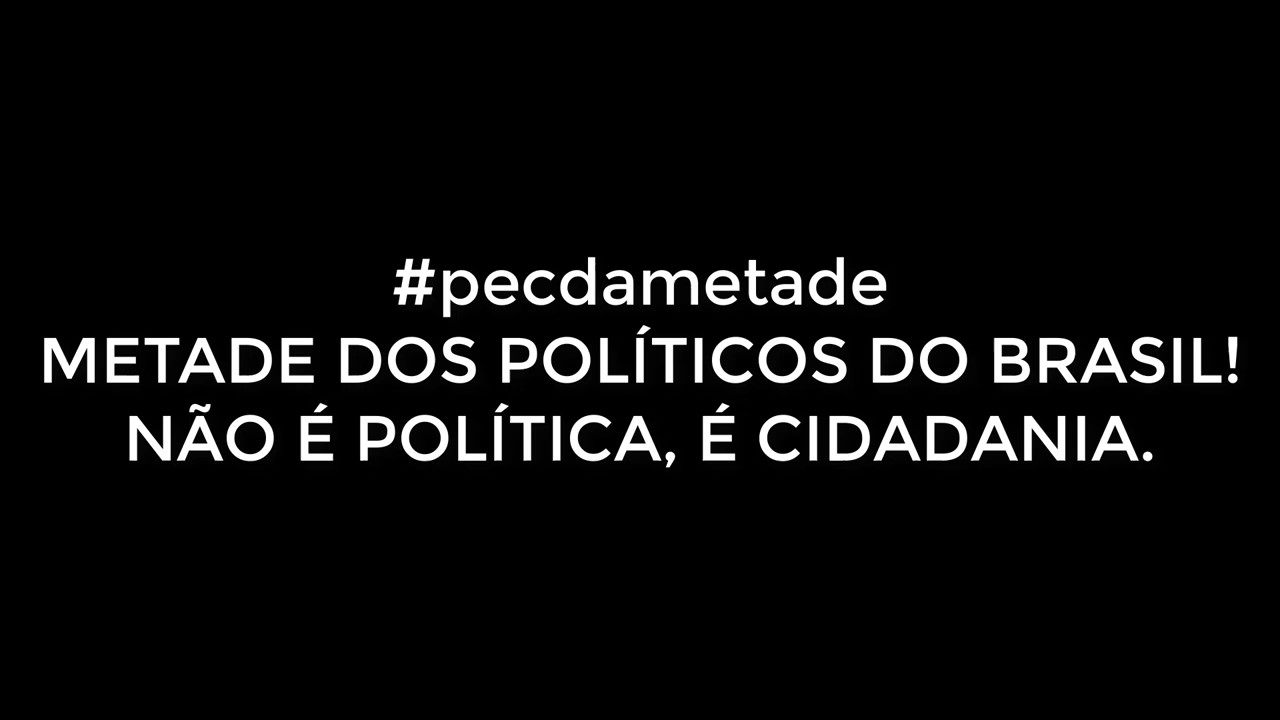 #pecdametade
METADE DOS POLÍTICOS DO BRASIL!
NÃO É POLÍTICA, É CIDADANIA.